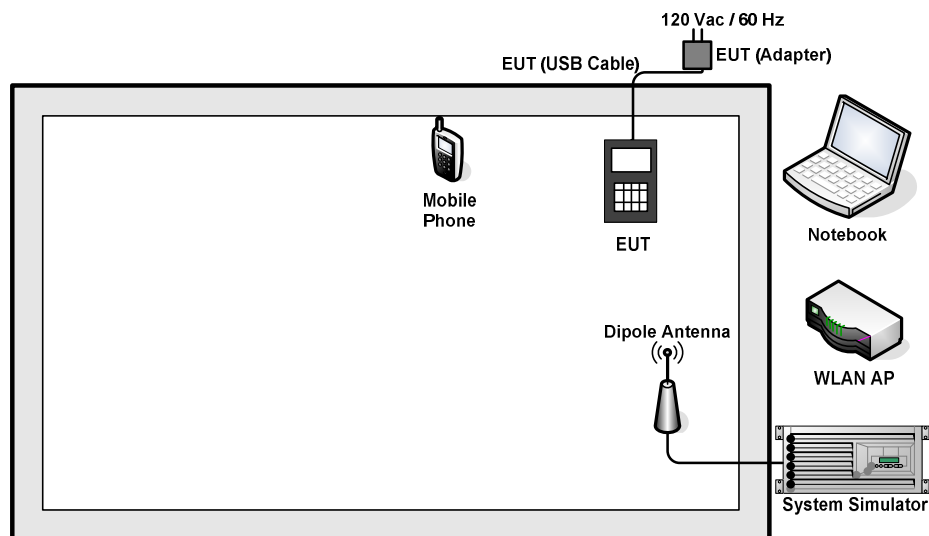 120 Vac / 60 Hz
EUT (USB Cable)
EUT (Adapter)
Mobile
Phone
EUT
Notebook
Dipole Antenna
WLAN AP
System Simulator